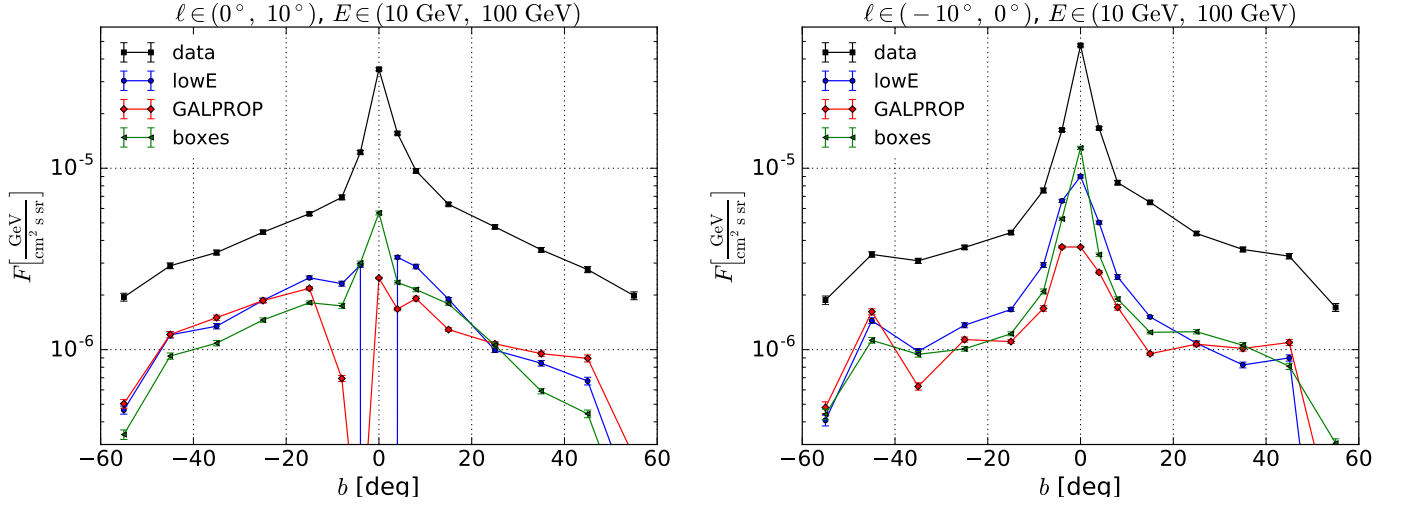 ℓ∈(0°, 10°), E∈(10 GeV, 100 GeV)
data
lowE
GALPROP
boxes
10^-5
10^-6
F[GeV / cm² s sr]
−60 −40 −20 0 20 40 60
b [deg]
ℓ∈(−10°, 0°), E∈(10 GeV, 100 GeV)
data
lowE
GALPROP
boxes
10^-5
10^-6
F[GeV / cm² s sr]
−60 −40 −20 0 20 40 60
b [deg]